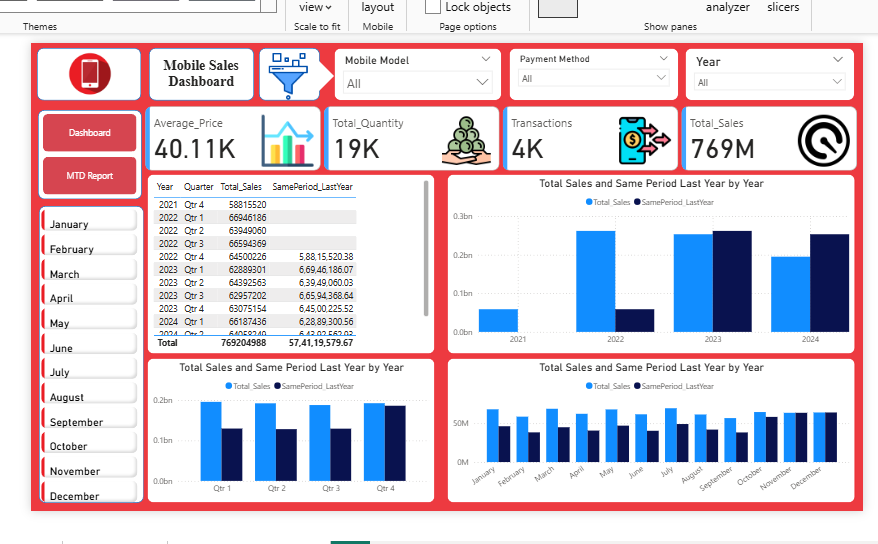 view
layout
Lock objects
analyzer
slicers
Themes
Scale to fit
Mobile
Page options
Show panes
Mobile Sales
Dashboard
Mobile Model
All
Payment Method
All
Year
All
Dashboard
MTD Report
Average_Price
40.11K
Total_Quantity
19K
Transactions
4K
Total_Sales
769M
January
February
March
April
May
June
July
August
September
October
November
December
Year Quarter Total_Sales SamePeriod_LastYear
2021 Qtr 4 58815520
2022 Qtr 1 66946186
2022 Qtr 2 63949060
2022 Qtr 3 66594369
2022 Qtr 4 64500226 5,88,15,520.38
2023 Qtr 1 62889301 6,69,46,186.07
2023 Qtr 2 64392563 6,39,49,060.03
2023 Qtr 3 62957202 6,65,94,368.64
2023 Qtr 4 63075154 6,45,00,225.52
2024 Qtr 1 66187436 6,28,89,300.56
2024 Qtr 2
Total 769204988 57,41,19,579.67
Total Sales and Same Period Last Year by Year
Total_Sales SamePeriod_LastYear
0.3bn
0.2bn
0.1bn
0.0bn
2021 2022 2023 2024
Total Sales and Same Period Last Year by Year
Total_Sales SamePeriod_LastYear
0.2bn
0.1bn
0.0bn
Qtr 1 Qtr 2 Qtr 3 Qtr 4
Total Sales and Same Period Last Year by Year
Total_Sales SamePeriod_LastYear
50M
0M
January February March April May June July August September October November December